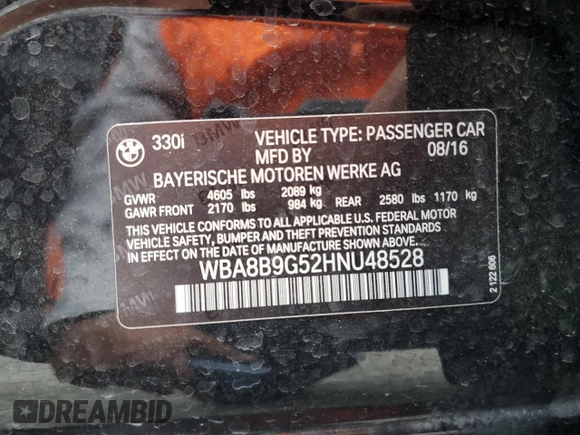 330i VEHICLE TYPE: PASSENGER CAR
MFD BY 08/16
BAYERISCHE MOTOREN WERKE AG
GVWR 4605 lbs 2089 kg
GAWR FRONT 2170 lbs 984 kg REAR 2580 lbs 1170 kg
THIS VEHICLE CONFORMS TO ALL APPLICABLE U.S. FEDERAL MOTOR
VEHICLE SAFETY, BUMPER, AND THEFT PREVENTION STANDARDS
IN EFFECT ON THE DATE OF MANUFACTURE SHOWN ABOVE.
WBA8B9G52HNU48528
2 122 606
DREAMBID